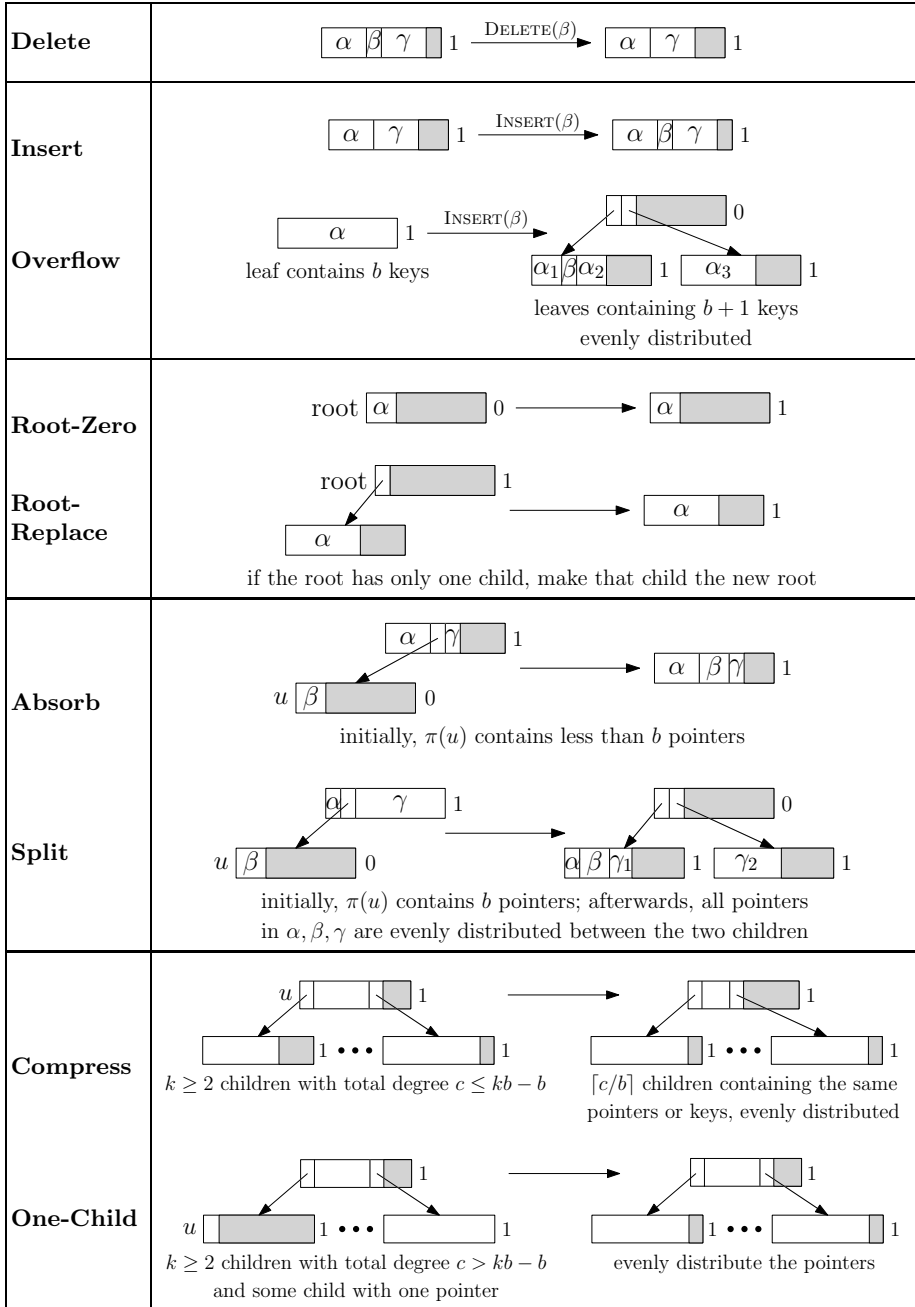 Delete
α β γ 1 DELETE(β) α γ 1
Insert
α γ 1 INSERT(β) α β γ 1
Overflow
α 1 INSERT(β) 0
leaf contains b keys
α₁ β α₂ 1 α₃ 1
leaves containing b + 1 keys
evenly distributed
Root-Zero
root α 0 α 1
Root-
Replace
root 1
α α 1
if the root has only one child, make that child the new root
Absorb
α γ 1
α β γ 1
u β 0
initially, π(u) contains less than b pointers
Split
α γ 1 0
u β 0 α β γ₁ 1 γ₂ 1
initially, π(u) contains b pointers; afterwards, all pointers
in α, β, γ are evenly distributed between the two children
Compress
u 1 1
1 ••• 1 1 ••• 1
k ≥ 2 children with total degree c ≤ kb − b
⌈c/b⌉ children containing the same
pointers or keys, evenly distributed
One-Child
1 1
u 1 ••• 1 1 ••• 1
k ≥ 2 children with total degree c > kb − b
and some child with one pointer
evenly distribute the pointers